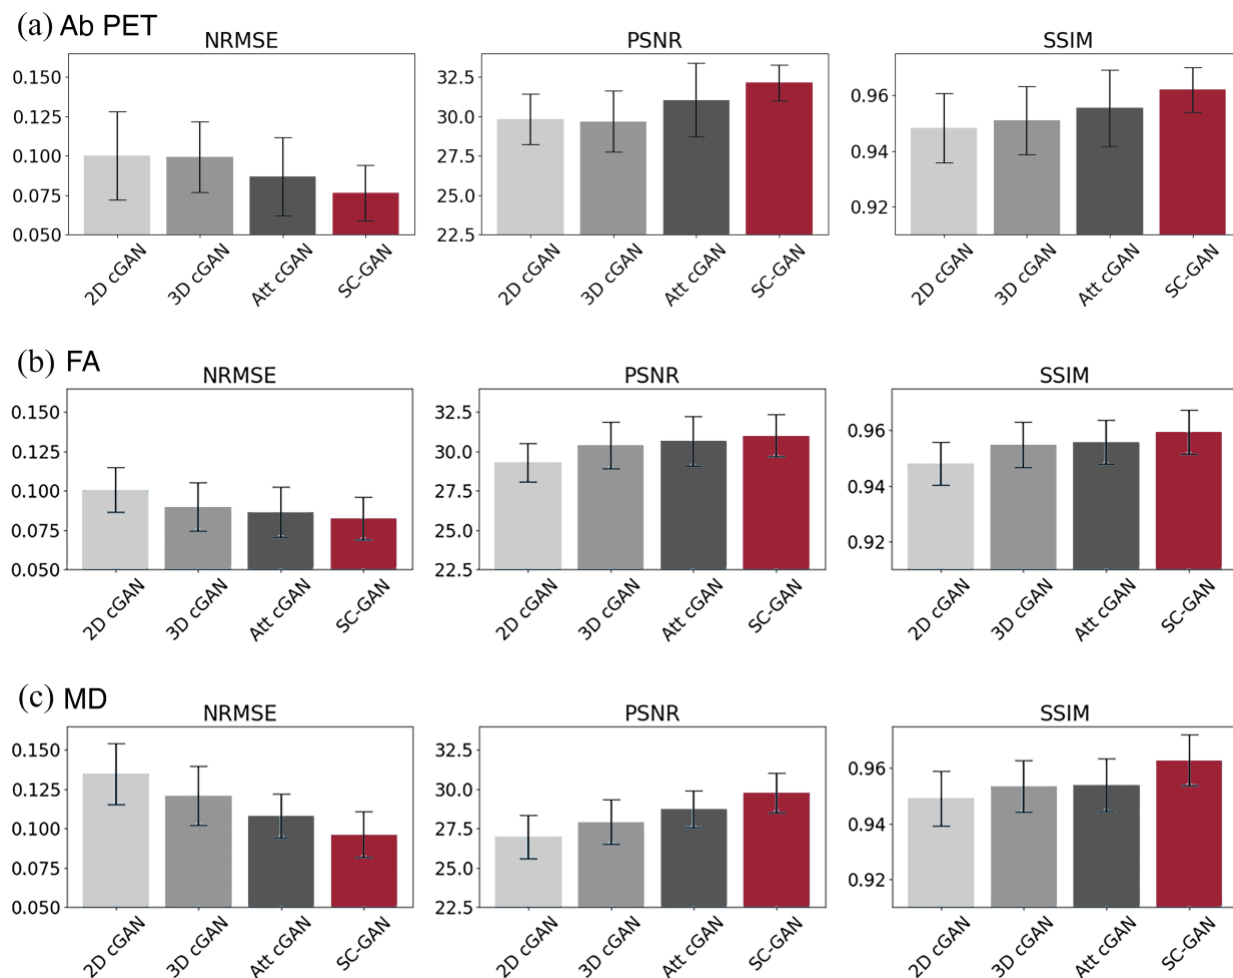 (a) Ab PET
NRMSE
PSNR
SSIM
0.150
0.125
0.100
0.075
0.050
32.5
30.0
27.5
25.0
22.5
0.96
0.94
0.92
2D cGAN
3D cGAN
Att cGAN
SC-GAN
2D cGAN
3D cGAN
Att cGAN
SC-GAN
2D cGAN
3D cGAN
Att cGAN
SC-GAN
(b) FA
NRMSE
PSNR
SSIM
0.150
0.125
0.100
0.075
0.050
32.5
30.0
27.5
25.0
22.5
0.96
0.94
0.92
2D cGAN
3D cGAN
Att cGAN
SC-GAN
2D cGAN
3D cGAN
Att cGAN
SC-GAN
2D cGAN
3D cGAN
Att cGAN
SC-GAN
(c) MD
NRMSE
PSNR
SSIM
0.150
0.125
0.100
0.075
0.050
32.5
30.0
27.5
25.0
22.5
0.96
0.94
0.92
2D cGAN
3D cGAN
Att cGAN
SC-GAN
2D cGAN
3D cGAN
Att cGAN
SC-GAN
2D cGAN
3D cGAN
Att cGAN
SC-GAN